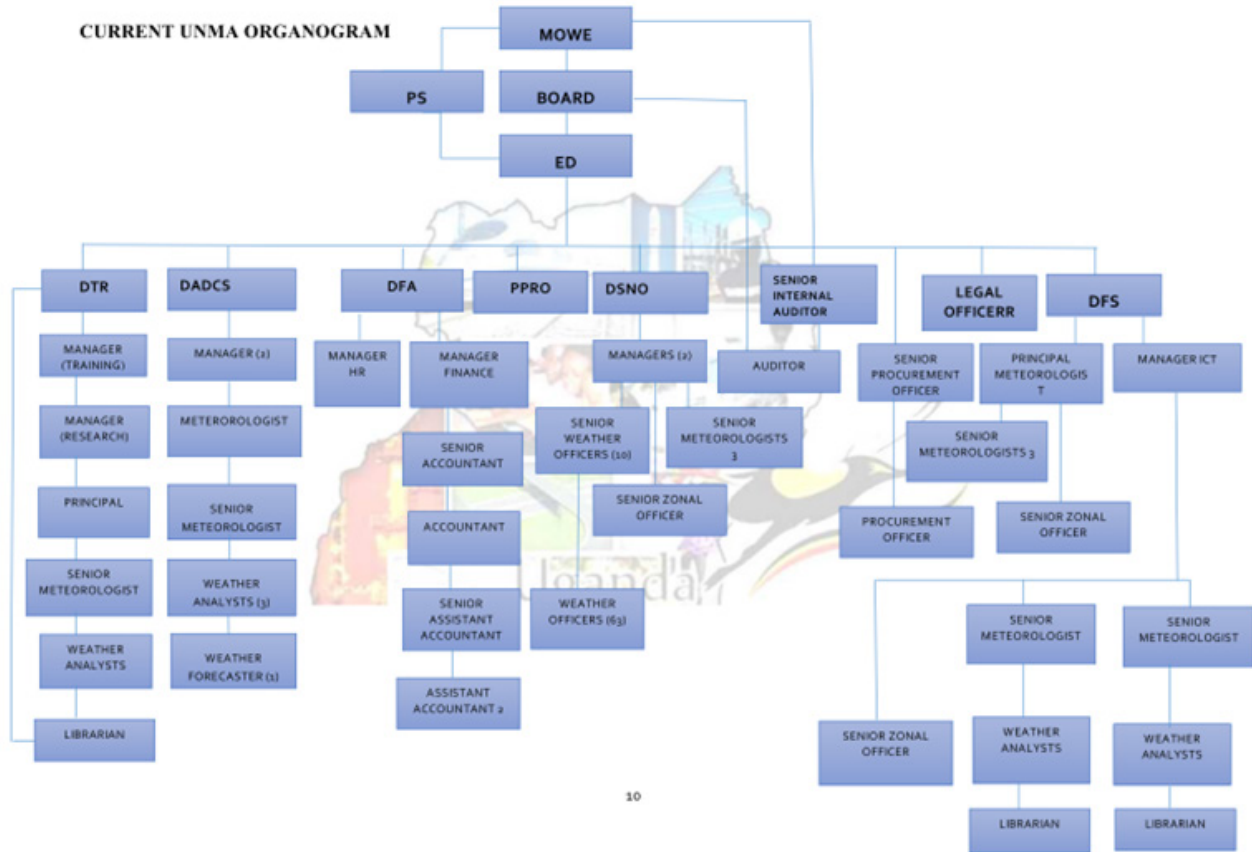 CURRENT UNMA ORGANOGRAM
MOWE
PS
BOARD
ED
DTR
DADCS
DFA
PPRO
DSNO
SENIOR
INTERNAL
AUDITOR
LEGAL
OFFICERR
DFS
MANAGER
(TRAINING)
MANAGER (2)
MANAGER
HR
MANAGER
FINANCE
MANAGERS (2)
AUDITOR
SENIOR
PROCUREMENT
OFFICER
PRINCIPAL
METEOROLOGIS
T
MANAGER ICT
MANAGER
(RESEARCH)
METEROROLOGIST
SENIOR
ACCOUNTANT
SENIOR
WEATHER
OFFICERS (10)
SENIOR
METEOROLOGISTS
3
SENIOR
METEOROLOGISTS 3
PRINCIPAL
SENIOR
METEOROLOGIST
ACCOUNTANT
SENIOR ZONAL
OFFICER
PROCUREMENT
OFFICER
SENIOR ZONAL
OFFICER
SENIOR
METEOROLOGIST
WEATHER
ANALYSTS (3)
SENIOR
ASSISTANT
ACCOUNTANT
Uganda
WEATHER
OFFICERS (63)
SENIOR
METEOROLOGIST
SENIOR
METEOROLOGIST
WEATHER
ANALYSTS
WEATHER
FORECASTER (1)
ASSISTANT
ACCOUNTANT 2
LIBRARIAN
SENIOR ZONAL
OFFICER
WEATHER
ANALYSTS
WEATHER
ANALYSTS
LIBRARIAN
LIBRARIAN
10